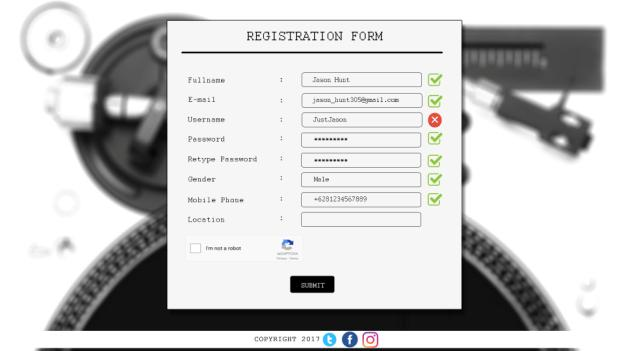 REGISTRATION FORM
Fullname : Jason Hunt
E-mail : jason_hunt305@gmail.com
Username : JustJason
Password : *********
Retype Password : *********
Gender : Male
Mobile Phone : +6281234567889
Location :
I'm not a robot
reCAPTCHA
Privacy - Terms
SUBMIT
COPYRIGHT 2017